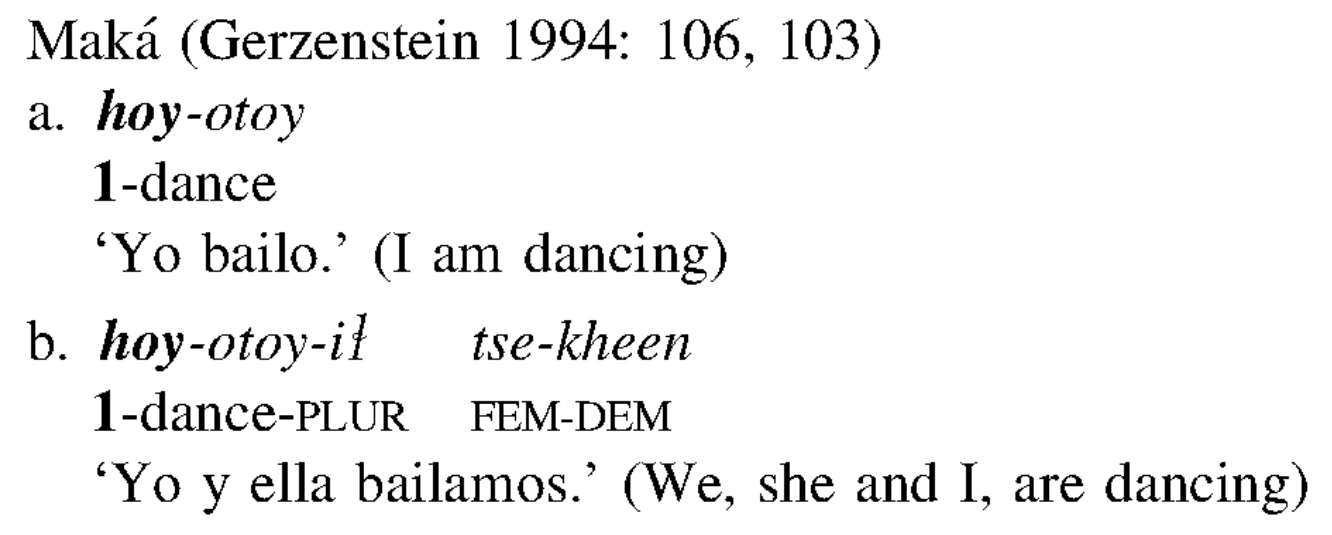 Maká (Gerzenstein 1994: 106, 103)
a. hoy-otoy
1-dance
‘Yo bailo.’ (I am dancing)
b. hoy-otoy-ił tse-kheen
1-dance-PLUR FEM-DEM
‘Yo y ella bailamos.’ (We, she and I, are dancing)